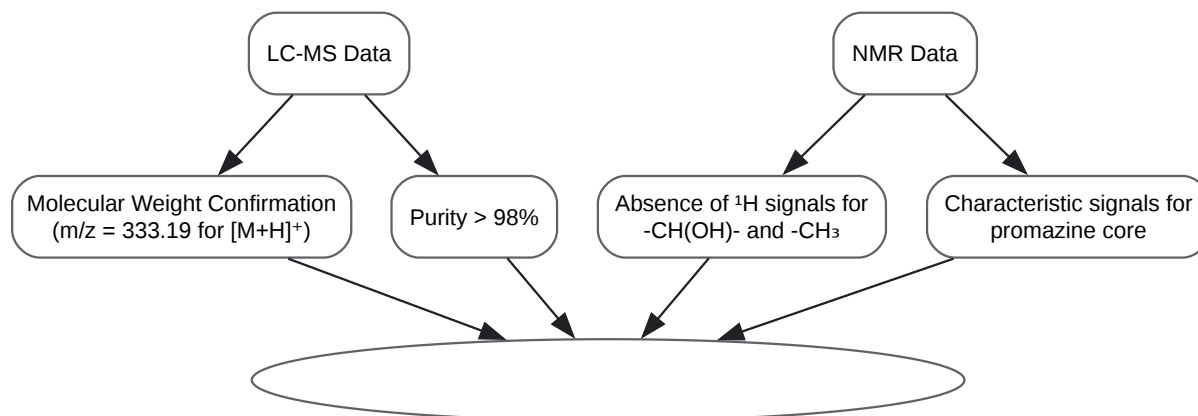 LC-MS Data
NMR Data
Molecular Weight Confirmation
(m/z = 333.19 for [M+H]⁺)
Purity > 98%
Absence of ¹H signals for
-CH(OH)- and -CH₃
Characteristic signals for
promazine core